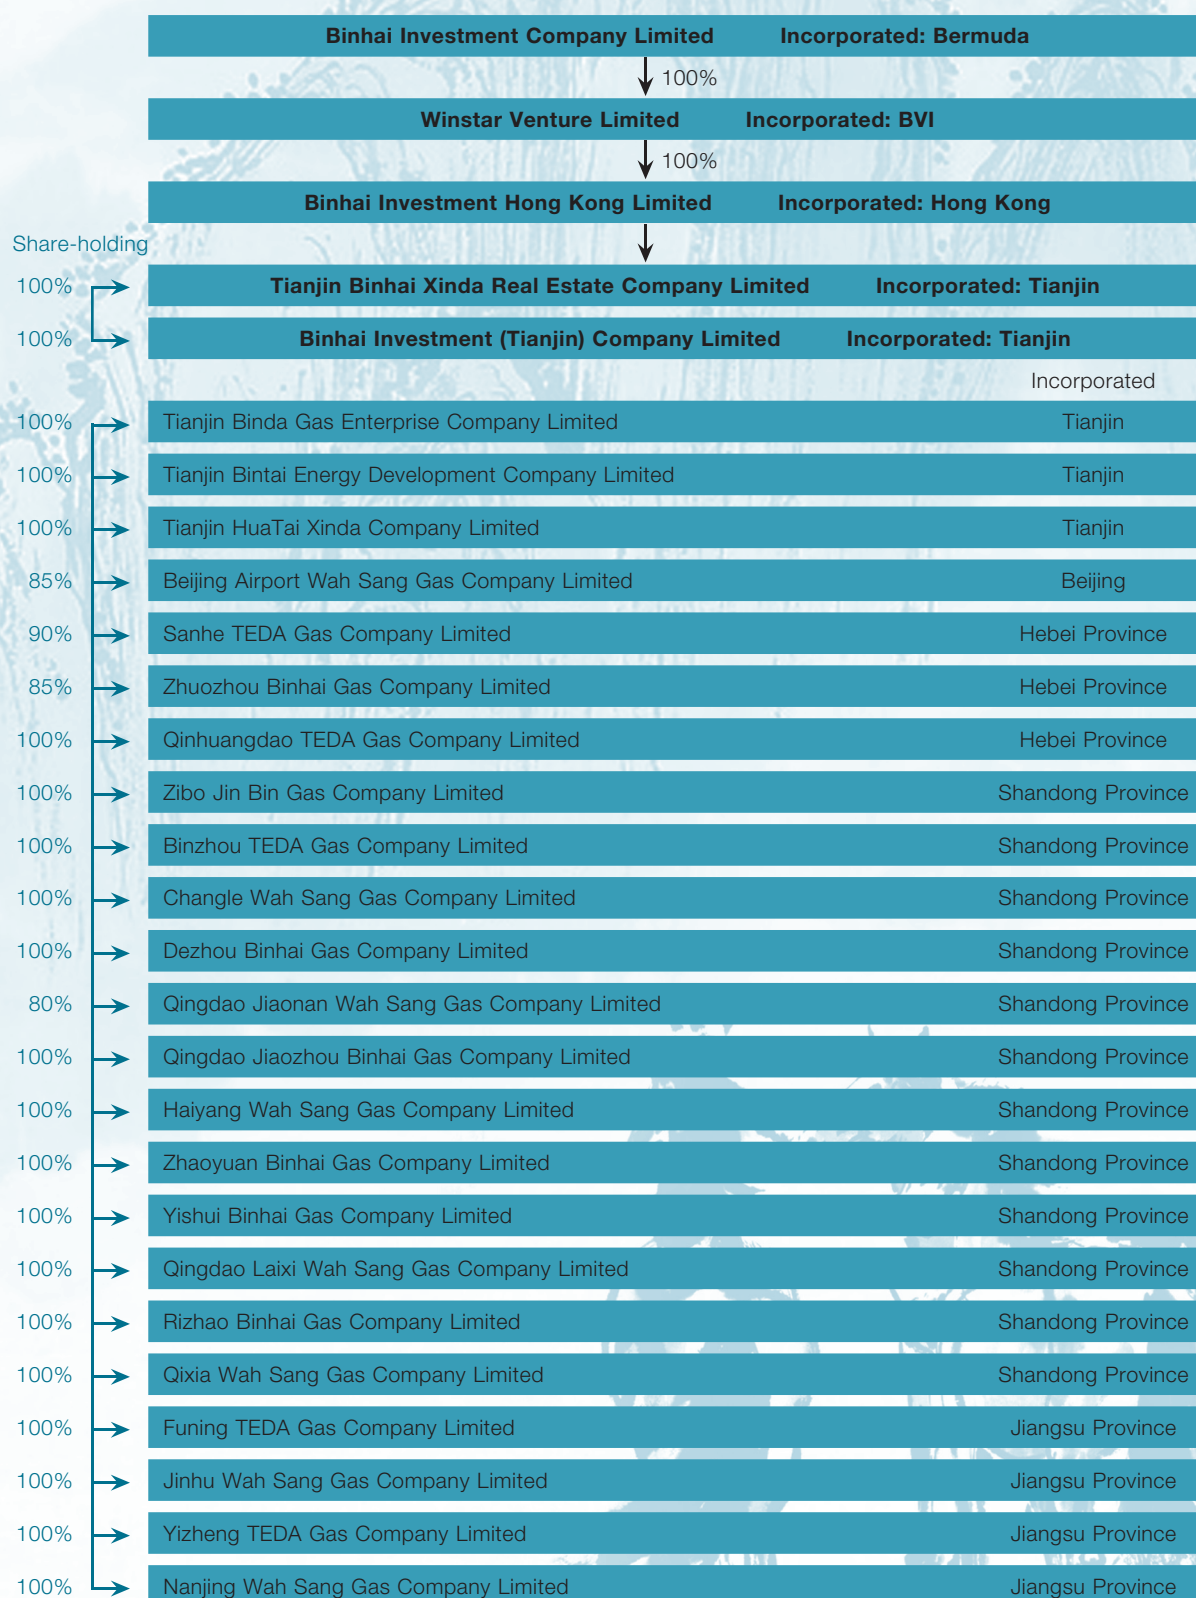 Binhai Investment Company Limited Incorporated: Bermuda
100%
Winstar Venture Limited Incorporated: BVI
100%
Binhai Investment Hong Kong Limited Incorporated: Hong Kong
Share-holding
100% Tianjin Binhai Xinda Real Estate Company Limited Incorporated: Tianjin
100% Binhai Investment (Tianjin) Company Limited Incorporated: Tianjin
Incorporated
100% Tianjin Binda Gas Enterprise Company Limited Tianjin
100% Tianjin Bintai Energy Development Company Limited Tianjin
100% Tianjin HuaTai Xinda Company Limited Tianjin
85% Beijing Airport Wah Sang Gas Company Limited Beijing
90% Sanhe TEDA Gas Company Limited Hebei Province
85% Zhuozhou Binhai Gas Company Limited Hebei Province
100% Qinhuangdao TEDA Gas Company Limited Hebei Province
100% Zibo Jin Bin Gas Company Limited Shandong Province
100% Binzhou TEDA Gas Company Limited Shandong Province
100% Changle Wah Sang Gas Company Limited Shandong Province
100% Dezhou Binhai Gas Company Limited Shandong Province
80% Qingdao Jiaonan Wah Sang Gas Company Limited Shandong Province
100% Qingdao Jiaozhou Binhai Gas Company Limited Shandong Province
100% Haiyang Wah Sang Gas Company Limited Shandong Province
100% Zhaoyuan Binhai Gas Company Limited Shandong Province
100% Yishui Binhai Gas Company Limited Shandong Province
100% Qingdao Laixi Wah Sang Gas Company Limited Shandong Province
100% Rizhao Binhai Gas Company Limited Shandong Province
100% Qixia Wah Sang Gas Company Limited Shandong Province
100% Funing TEDA Gas Company Limited Jiangsu Province
100% Jinhu Wah Sang Gas Company Limited Jiangsu Province
100% Yizheng TEDA Gas Company Limited Jiangsu Province
100% Nanjing Wah Sang Gas Company Limited Jiangsu Province